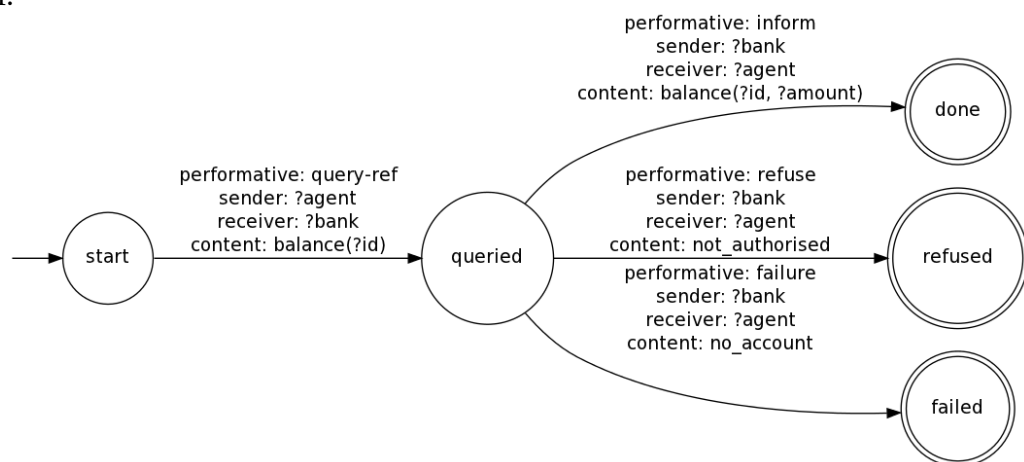 performative: inform
sender: ?bank
receiver: ?agent
content: balance(?id, ?amount)
done
performative: query-ref
sender: ?agent
receiver: ?bank
content: balance(?id)
performative: refuse
sender: ?bank
receiver: ?agent
content: not_authorised
start
queried
refused
performative: failure
sender: ?bank
receiver: ?agent
content: no_account
failed